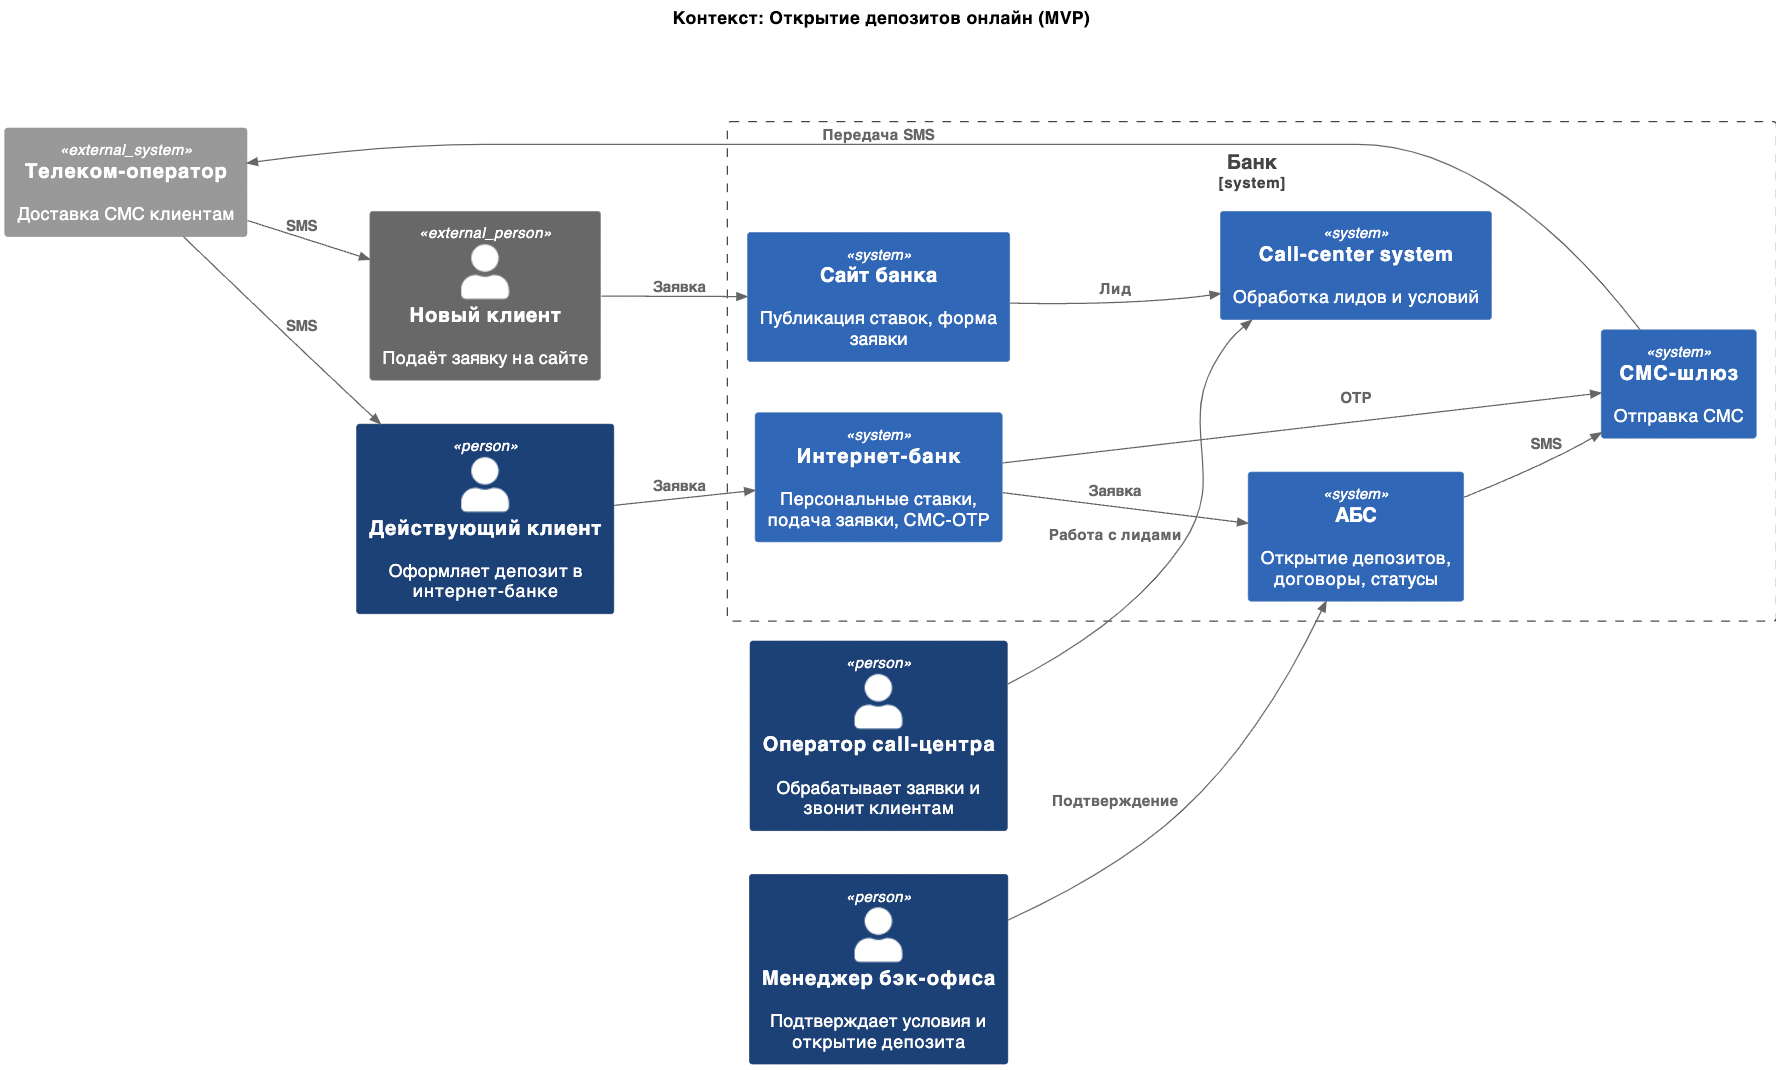 Контекст: Открытие депозитов онлайн (MVP)
Передача SMS
Банк
[system]
«external_system»
Телеком-оператор
Доставка СМС клиентам
SMS
SMS
«external_person»
Новый клиент
Подаёт заявку на сайте
Заявка
«system»
Сайт банка
Публикация ставок, форма
заявки
Лид
«system»
Call-center system
Обработка лидов и условий
«system»
СМС-шлюз
Отправка СМС
«person»
Действующий клиент
Оформляет депозит в
интернет-банке
Заявка
«system»
Интернет-банк
Персональные ставки,
подача заявки, СМС-OTP
OTP
Заявка
SMS
«system»
АБС
Открытие депозитов,
договоры, статусы
Работа с лидами
«person»
Оператор call-центра
Обрабатывает заявки и
звонит клиентам
Подтверждение
«person»
Менеджер бэк-офиса
Подтверждает условия и
открытие депозита